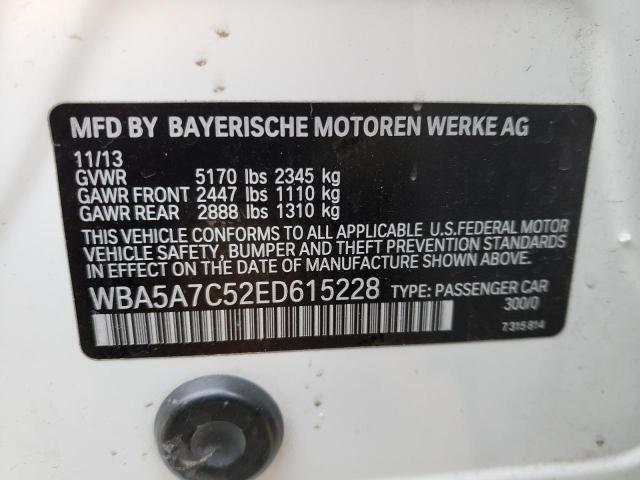 MFD BY BAYERISCHE MOTOREN WERKE AG
11/13
GVWR 5170 lbs 2345 kg
GAWR FRONT 2447 lbs 1110 kg
GAWR REAR 2888 lbs 1310 kg
THIS VEHICLE CONFORMS TO ALL APPLICABLE U.S.FEDERAL MOTOR
VEHICLE SAFETY, BUMPER AND THEFT PREVENTION STANDARDS
IN EFFECT ON THE DATE OF MANUFACTURE SHOWN ABOVE.
WBA5A7C52ED615228 TYPE: PASSENGER CAR
300/0
7315814